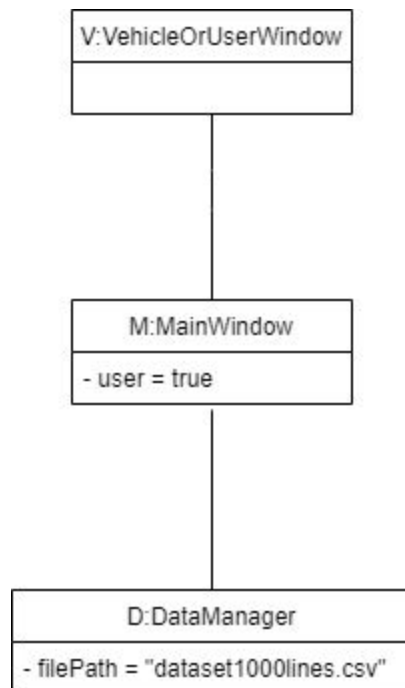 V:VehicleOrUserWindow
M:MainWindow
- user = true
D:DataManager
- filePath = "dataset1000lines.csv"